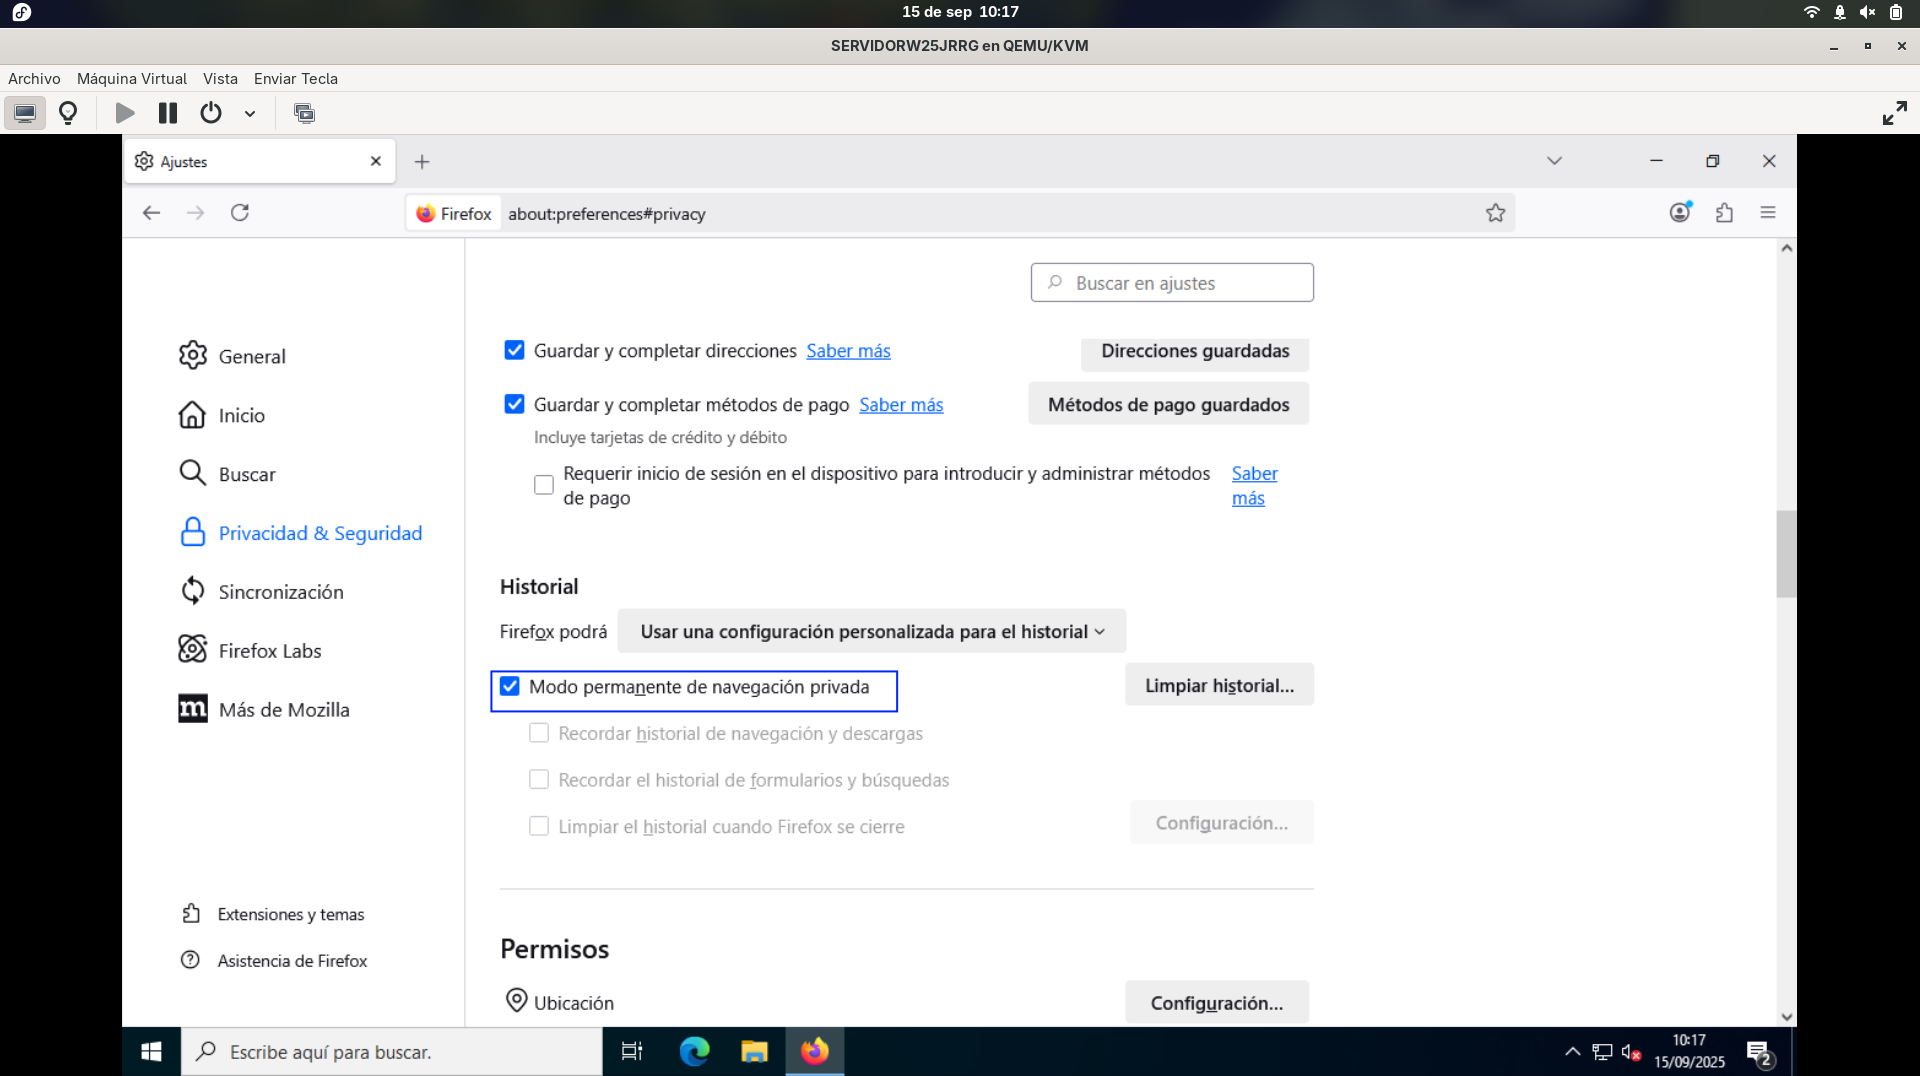 15 de sep 10:17
SERVIDORW25JRRG en QEMU/KVM
Archivo Máquina Virtual Vista Enviar Tecla
Ajustes
Firefox about:preferences#privacy
Buscar en ajustes
Guardar y completar direcciones Saber más Direcciones guardadas
Guardar y completar métodos de pago Saber más Métodos de pago guardados
Incluye tarjetas de crédito y débito
Requerir inicio de sesión en el dispositivo para introducir y administrar métodos de pago Saber más
General
Inicio
Buscar
Privacidad & Seguridad
Sincronización
Firefox Labs
Más de Mozilla
Extensiones y temas
Asistencia de Firefox
Historial
Firefox podrá Usar una configuración personalizada para el historial
Modo permanente de navegación privada Limpiar historial...
Recordar historial de navegación y descargas
Recordar el historial de formularios y búsquedas
Limpiar el historial cuando Firefox se cierre Configuración...
Permisos
Ubicación Configuración...
Escribe aquí para buscar.
10:17
15/09/2025
2